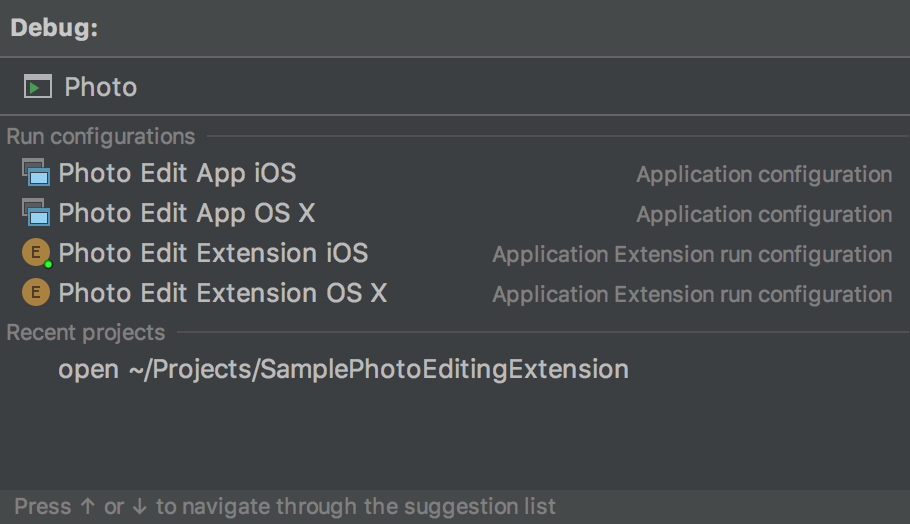 Debug:
Photo
Run configurations
Photo Edit App iOS Application configuration
Photo Edit App OS X Application configuration
E Photo Edit Extension iOS Application Extension run configuration
E Photo Edit Extension OS X Application Extension run configuration
Recent projects
open ~/Projects/SamplePhotoEditingExtension
Press ↑ or ↓ to navigate through the suggestion list